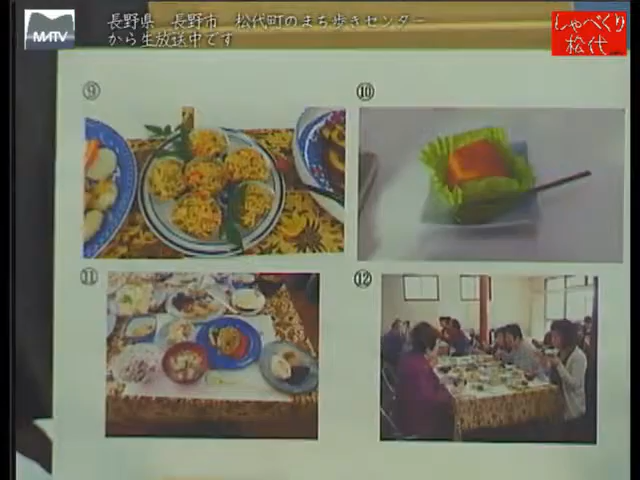 MATV
長野県 長野市 松代町のまち歩きセンター
から生放送中です
しゃべくり
松代
⑨
⑩
⑪
⑫